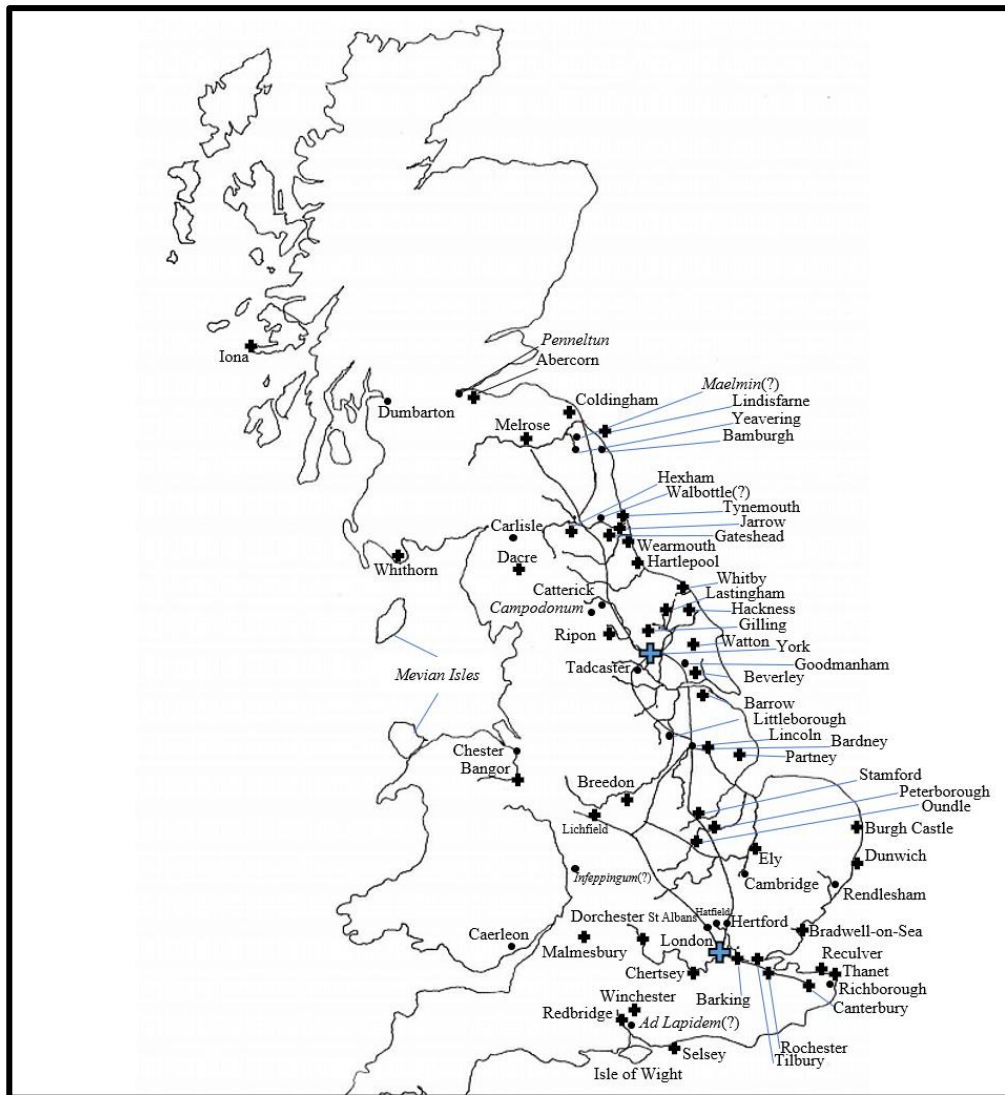 Penneltun
Abercorn
Iona
Maelmin(?)
Dumbarton
Coldingham
Lindisfarne
Yeavering
Melrose
Bamburgh
Hexham
Walbottle(?)
Tynemouth
Carlisle
Jarrow
Gateshead
Wearmouth
Dacre
Hartlepool
Whithorn
Whitby
Catterick
Lastingham
Campodonum
Hackness
Gilling
Ripon
Watton
York
Tadcaster
Goodmanham
Mevian Isles
Beverley
Barrow
Littleborough
Lincoln
Chester
Bardney
Bangor
Partney
Stamford
Breedon
Peterborough
Oundle
Lichfield
Burgh Castle
Ely
Dunwich
Infeppingum(?)
Cambridge
Rendlesham
Hatfield
Dorchester
St Albans
Hertford
Bradwell-on-Sea
Caerleon
London
Malmesbury
Reculver
Chertsey
Thanet
Richborough
Winchester
Barking
Canterbury
Redbridge
Ad Lapidem(?)
Rochester
Selsey
Tilbury
Isle of Wight